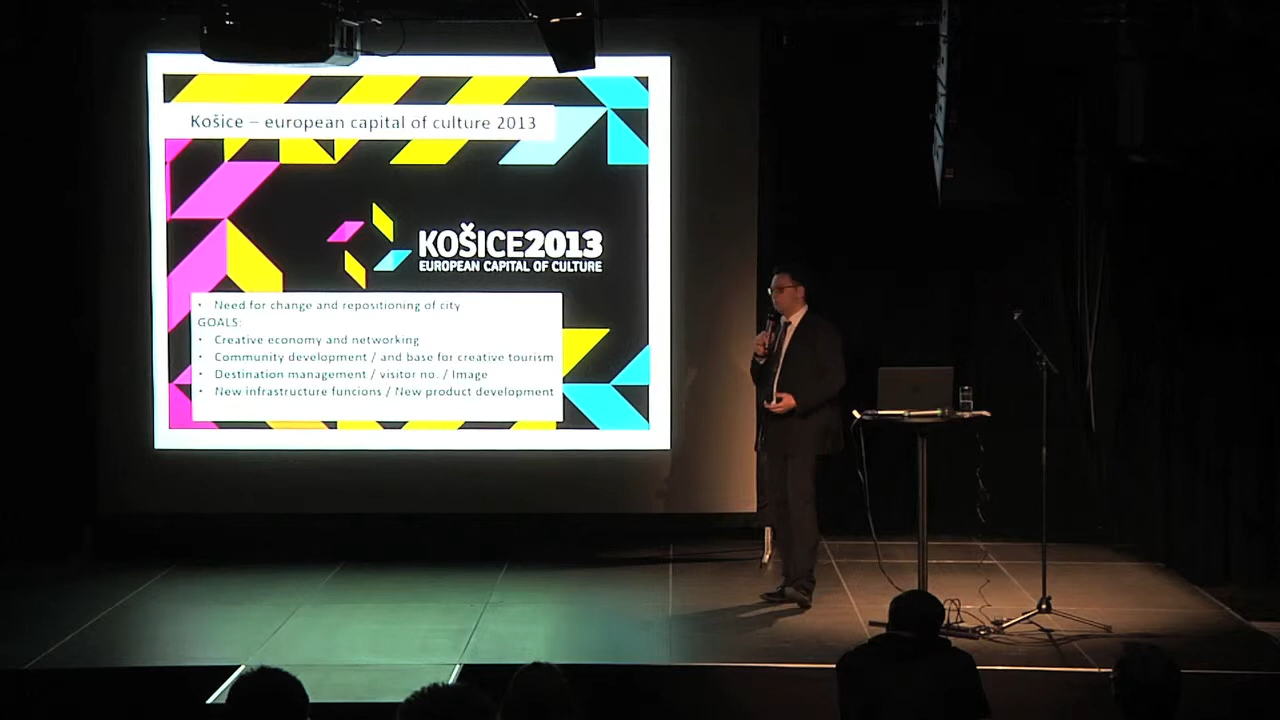 Košice – european capital of culture 2013
KOŠICE2013
EUROPEAN CAPITAL OF CULTURE
• Need for change and repositioning of city
GOALS:
• Creative economy and networking
• Community development / and base for creative tourism
• Destination management / visitor no. / Image
• New infrastructure funcions / New product development